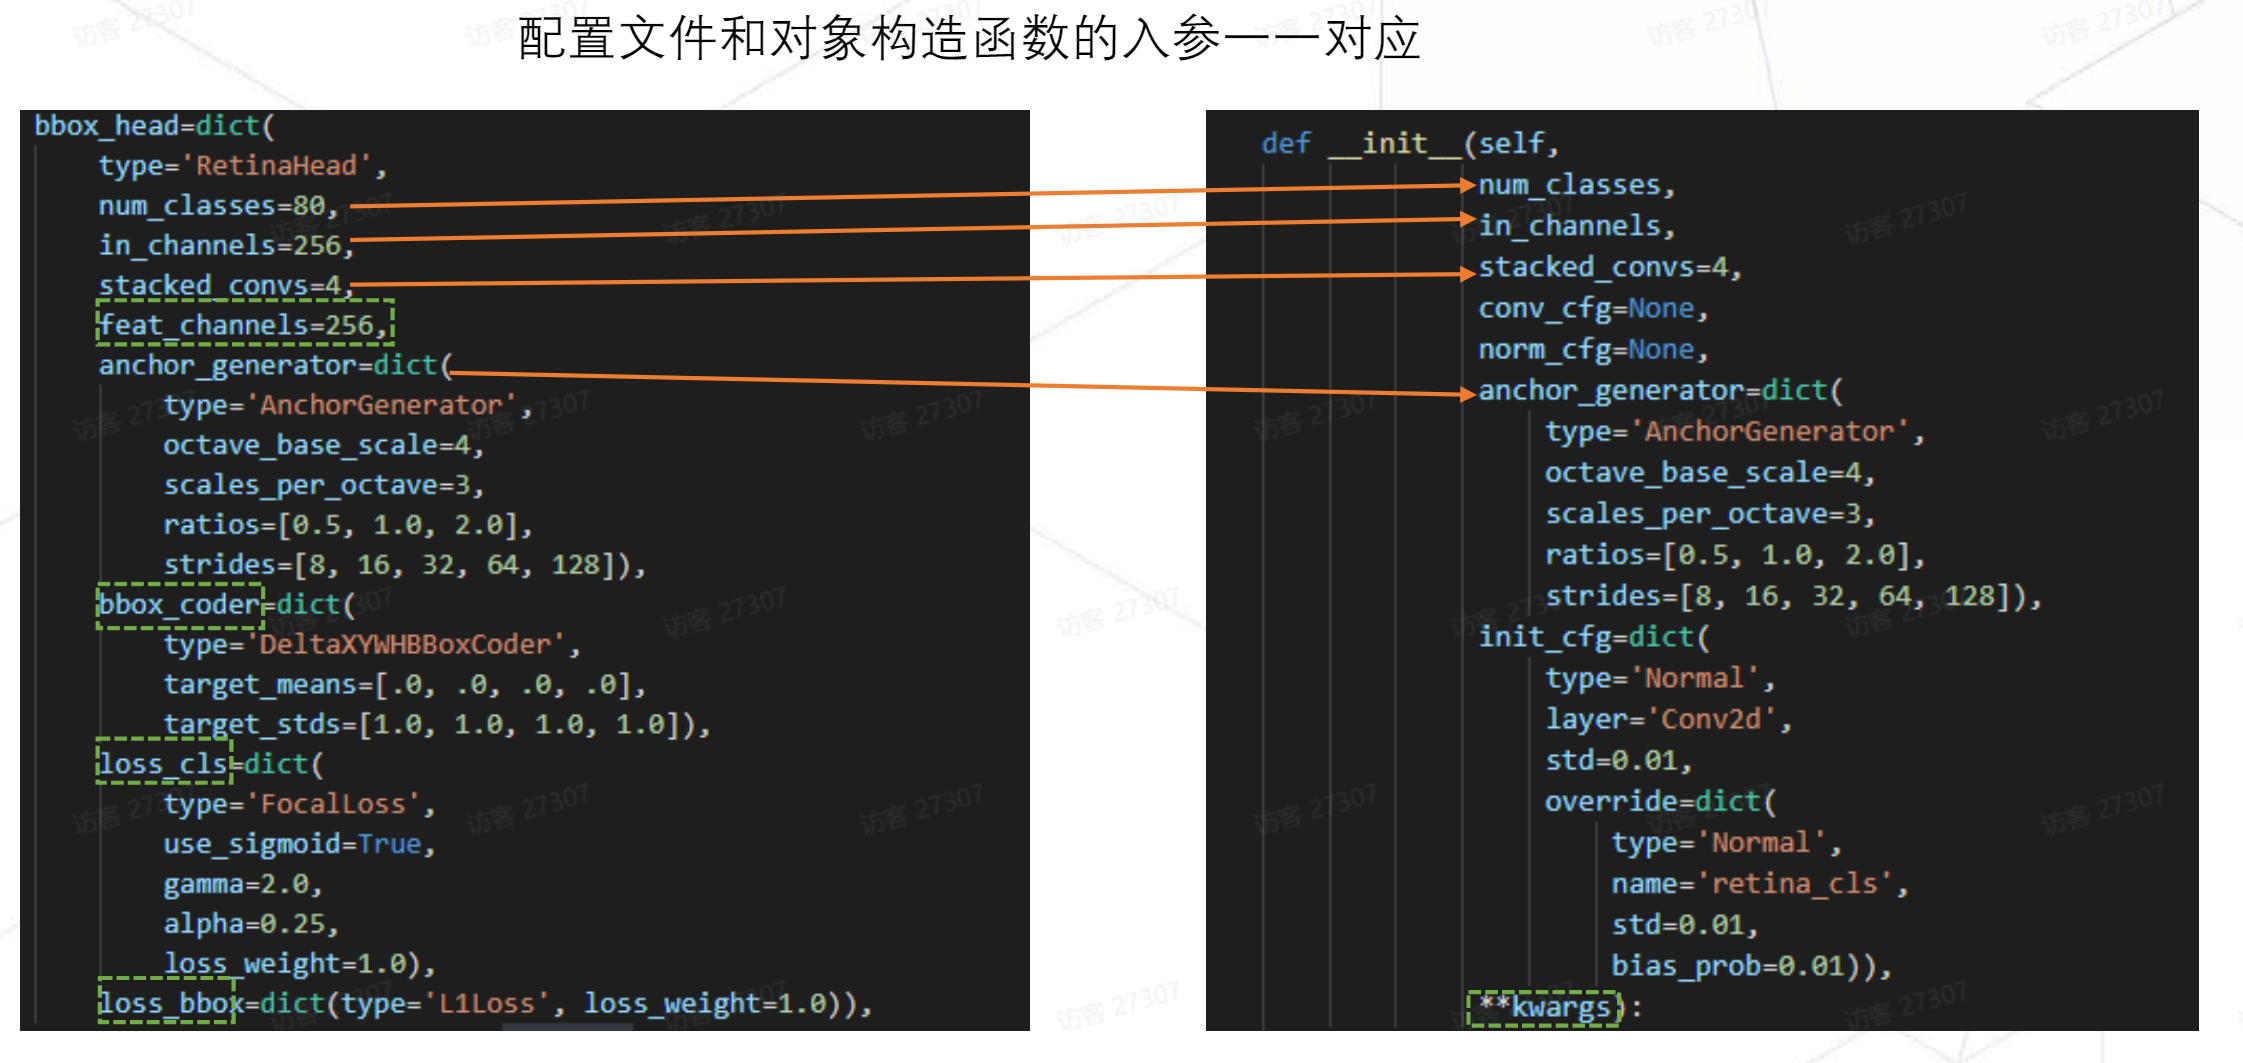 配置文件和对象构造函数的入参一一对应
bbox_head=dict(
type='RetinaHead',
num_classes=80,
in_channels=256,
stacked_convs=4,
feat_channels=256,
anchor_generator=dict(
type='AnchorGenerator',
octave_base_scale=4,
scales_per_octave=3,
ratios=[0.5, 1.0, 2.0],
strides=[8, 16, 32, 64, 128]),
bbox_coder=dict(
type='DeltaXYWHBBoxCoder',
target_means=[.0, .0, .0, .0],
target_stds=[1.0, 1.0, 1.0, 1.0]),
loss_cls=dict(
type='FocalLoss',
use_sigmoid=True,
gamma=2.0,
alpha=0.25,
loss_weight=1.0),
loss_bbox=dict(type='L1Loss', loss_weight=1.0)),
def __init__(self,
num_classes,
in_channels,
stacked_convs=4,
conv_cfg=None,
norm_cfg=None,
anchor_generator=dict(
type='AnchorGenerator',
octave_base_scale=4,
scales_per_octave=3,
ratios=[0.5, 1.0, 2.0],
strides=[8, 16, 32, 64, 128]),
init_cfg=dict(
type='Normal',
layer='Conv2d',
std=0.01,
override=dict(
type='Normal',
name='retina_cls',
std=0.01,
bias_prob=0.01)),
**kwargs):
访客 27307